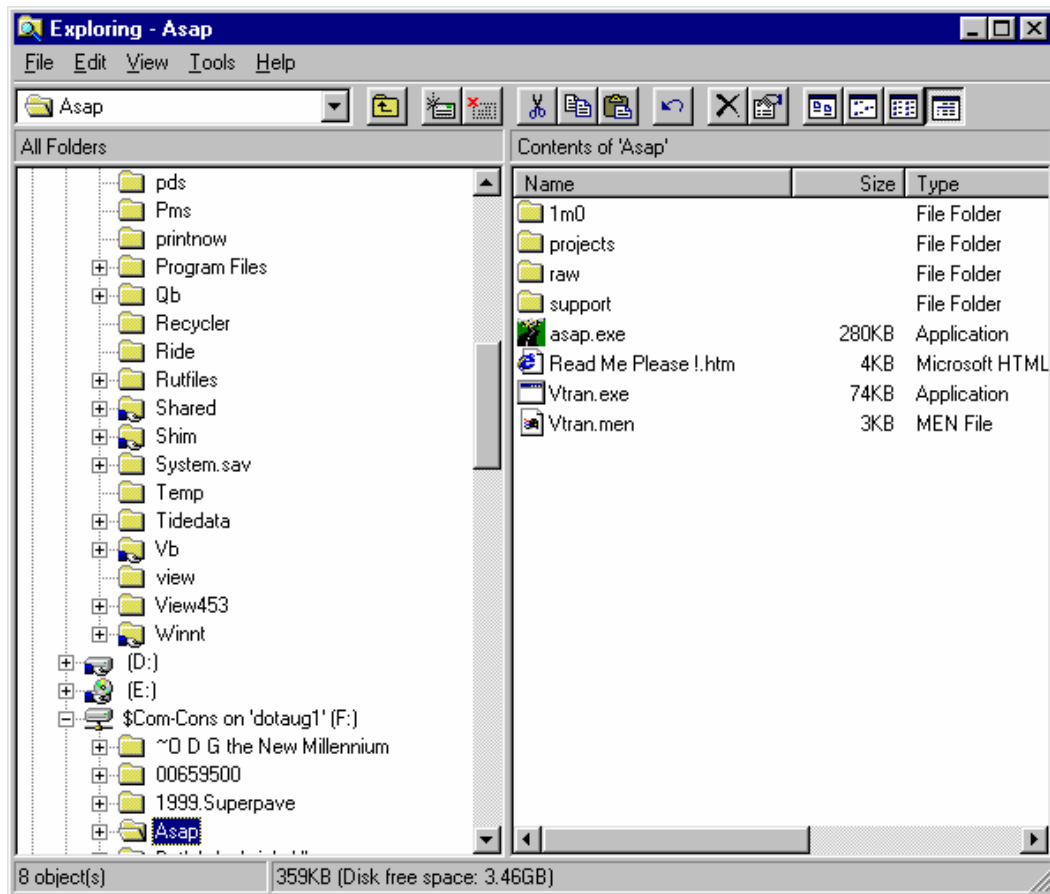 Exploring - Asap
File Edit View Tools Help
Asap
All Folders
Contents of 'Asap'
pds
Pms
printnow
Program Files
Qb
Recycler
Ride
Rutfiles
Shared
Shim
System.sav
Temp
Tidedata
Vb
view
View453
Winnt
(D:)
(E:)
$Com-Cons on 'dotaug1' (F:)
~O D G the New Millennium
00659500
1999.Superpave
Asap
Name Size Type
1m0 File Folder
projects File Folder
raw File Folder
support File Folder
asap.exe 280KB Application
Read Me Please !.htm 4KB Microsoft HTML
Vtran.exe 74KB Application
Vtran.men 3KB MEN File
8 object(s)
359KB (Disk free space: 3.46GB)